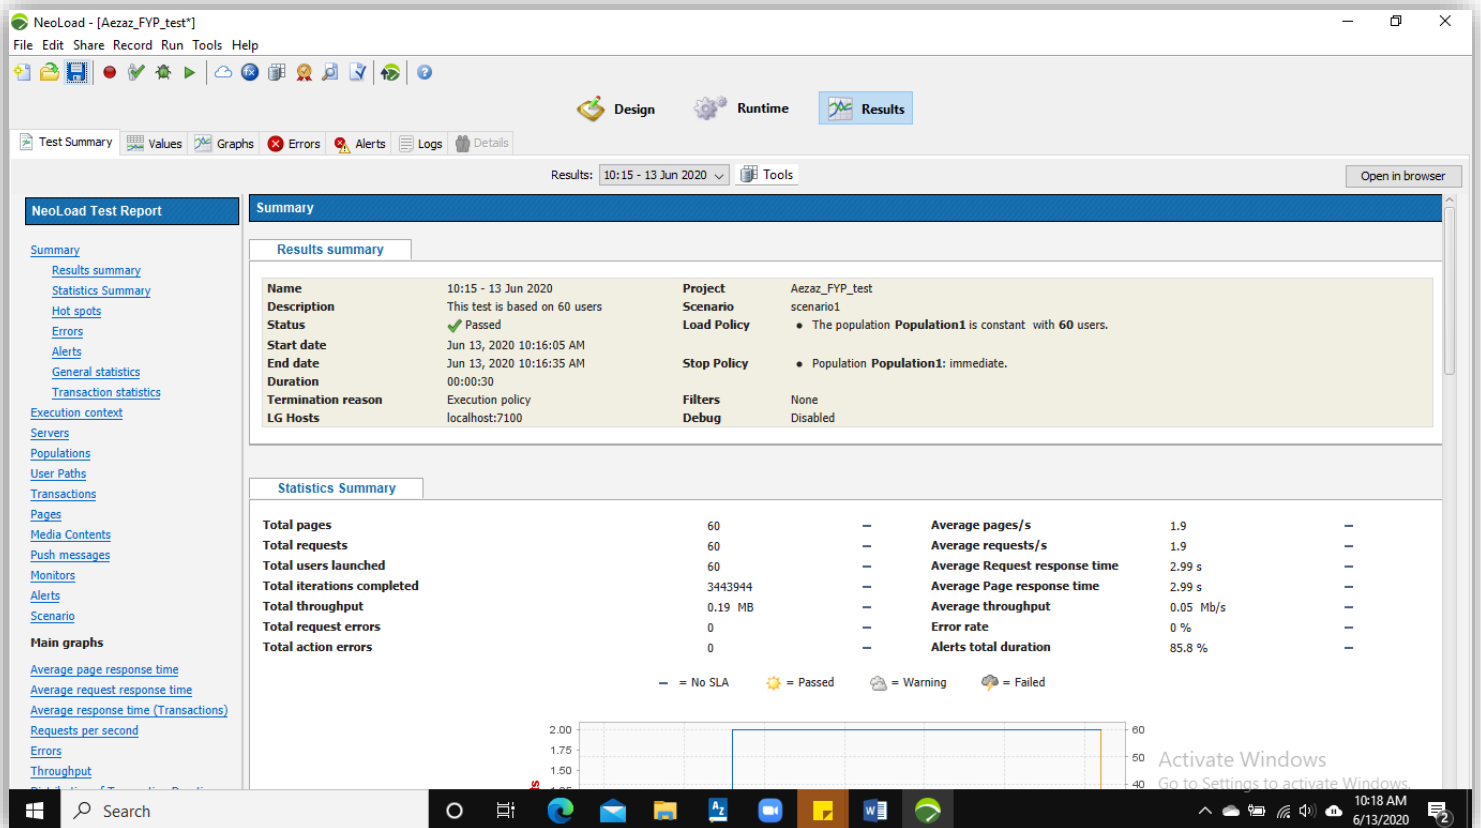 NeoLoad - [Aezaz_FYP_test*]
File Edit Share Record Run Tools Help
Design Runtime Results
Test Summary Values Graphs Errors Alerts Logs Details
Results: 10:15 - 13 Jun 2020 Tools Open in browser
NeoLoad Test Report
Summary
Results summary
Statistics Summary
Hot spots
Errors
Alerts
General statistics
Transaction statistics
Execution context
Servers
Populations
User Paths
Transactions
Pages
Media Contents
Push messages
Monitors
Alerts
Scenario
Main graphs
Average page response time
Average request response time
Average response time (Transactions)
Requests per second
Errors
Throughput
Summary
Results summary
Name 10:15 - 13 Jun 2020 Project Aezaz_FYP_test
Description This test is based on 60 users Scenario scenario1
Status Passed Load Policy • The population Population1 is constant with 60 users.
Start date Jun 13, 2020 10:16:05 AM
End date Jun 13, 2020 10:16:35 AM Stop Policy • Population Population1: immediate.
Duration 00:00:30
Termination reason Execution policy Filters None
LG Hosts localhost:7100 Debug Disabled
Statistics Summary
Total pages 60 – Average pages/s 1.9 –
Total requests 60 – Average requests/s 1.9 –
Total users launched 60 – Average Request response time 2.99 s –
Total iterations completed 3443944 – Average Page response time 2.99 s –
Total throughput 0.19 MB – Average throughput 0.05 Mb/s –
Total request errors 0 – Error rate 0 % –
Total action errors 0 – Alerts total duration 85.8 % –
– = No SLA = Passed = Warning = Failed
2.00 60
1.75
50
1.50
40
Activate Windows
Go to Settings to activate Windows.
Search
10:18 AM
6/13/2020
2